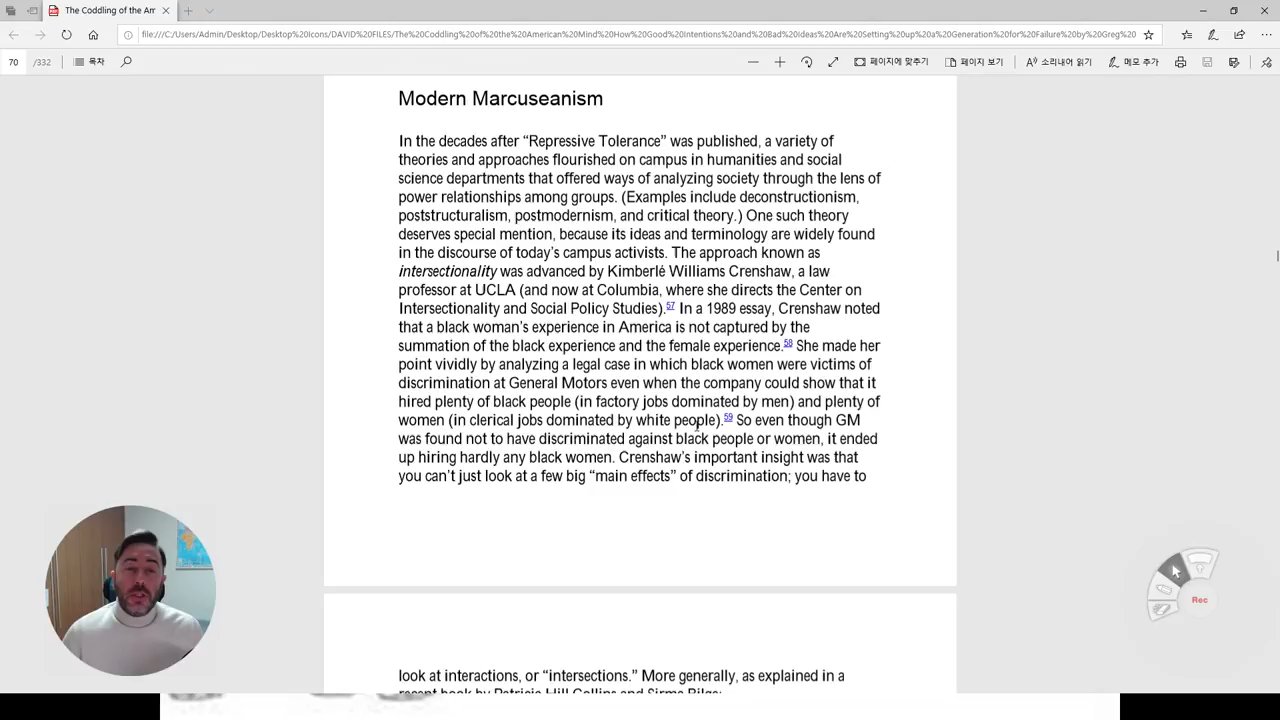 The Coddling of the Am
file:///C:/Users/Admin/Desktop/Desktop%20Icons/DAVID%20FILES/The%20Coddling%20of%20the%20American%20Mind%20How%20Good%20Intentions%20and%20Bad%20Ideas%20Are%20Setting%20up%20a%20Generation%20for%20Failure%20by%20Greg%20
70 /332 목차 페이지에 맞추기 페이지 보기 소리내어 읽기 메모 추가
Modern Marcuseanism
In the decades after “Repressive Tolerance” was published, a variety of
theories and approaches flourished on campus in humanities and social
science departments that offered ways of analyzing society through the lens of
power relationships among groups. (Examples include deconstructionism,
poststructuralism, postmodernism, and critical theory.) One such theory
deserves special mention, because its ideas and terminology are widely found
in the discourse of today’s campus activists. The approach known as
intersectionality was advanced by Kimberlé Williams Crenshaw, a law
professor at UCLA (and now at Columbia, where she directs the Center on
Intersectionality and Social Policy Studies).57 In a 1989 essay, Crenshaw noted
that a black woman’s experience in America is not captured by the
summation of the black experience and the female experience.58 She made her
point vividly by analyzing a legal case in which black women were victims of
discrimination at General Motors even when the company could show that it
hired plenty of black people (in factory jobs dominated by men) and plenty of
women (in clerical jobs dominated by white people).59 So even though GM
was found not to have discriminated against black people or women, it ended
up hiring hardly any black women. Crenshaw’s important insight was that
you can’t just look at a few big “main effects” of discrimination; you have to
Rec
look at interactions, or “intersections.” More generally, as explained in a
recent book by Patricia Hill Collins and Sirma Bilge: